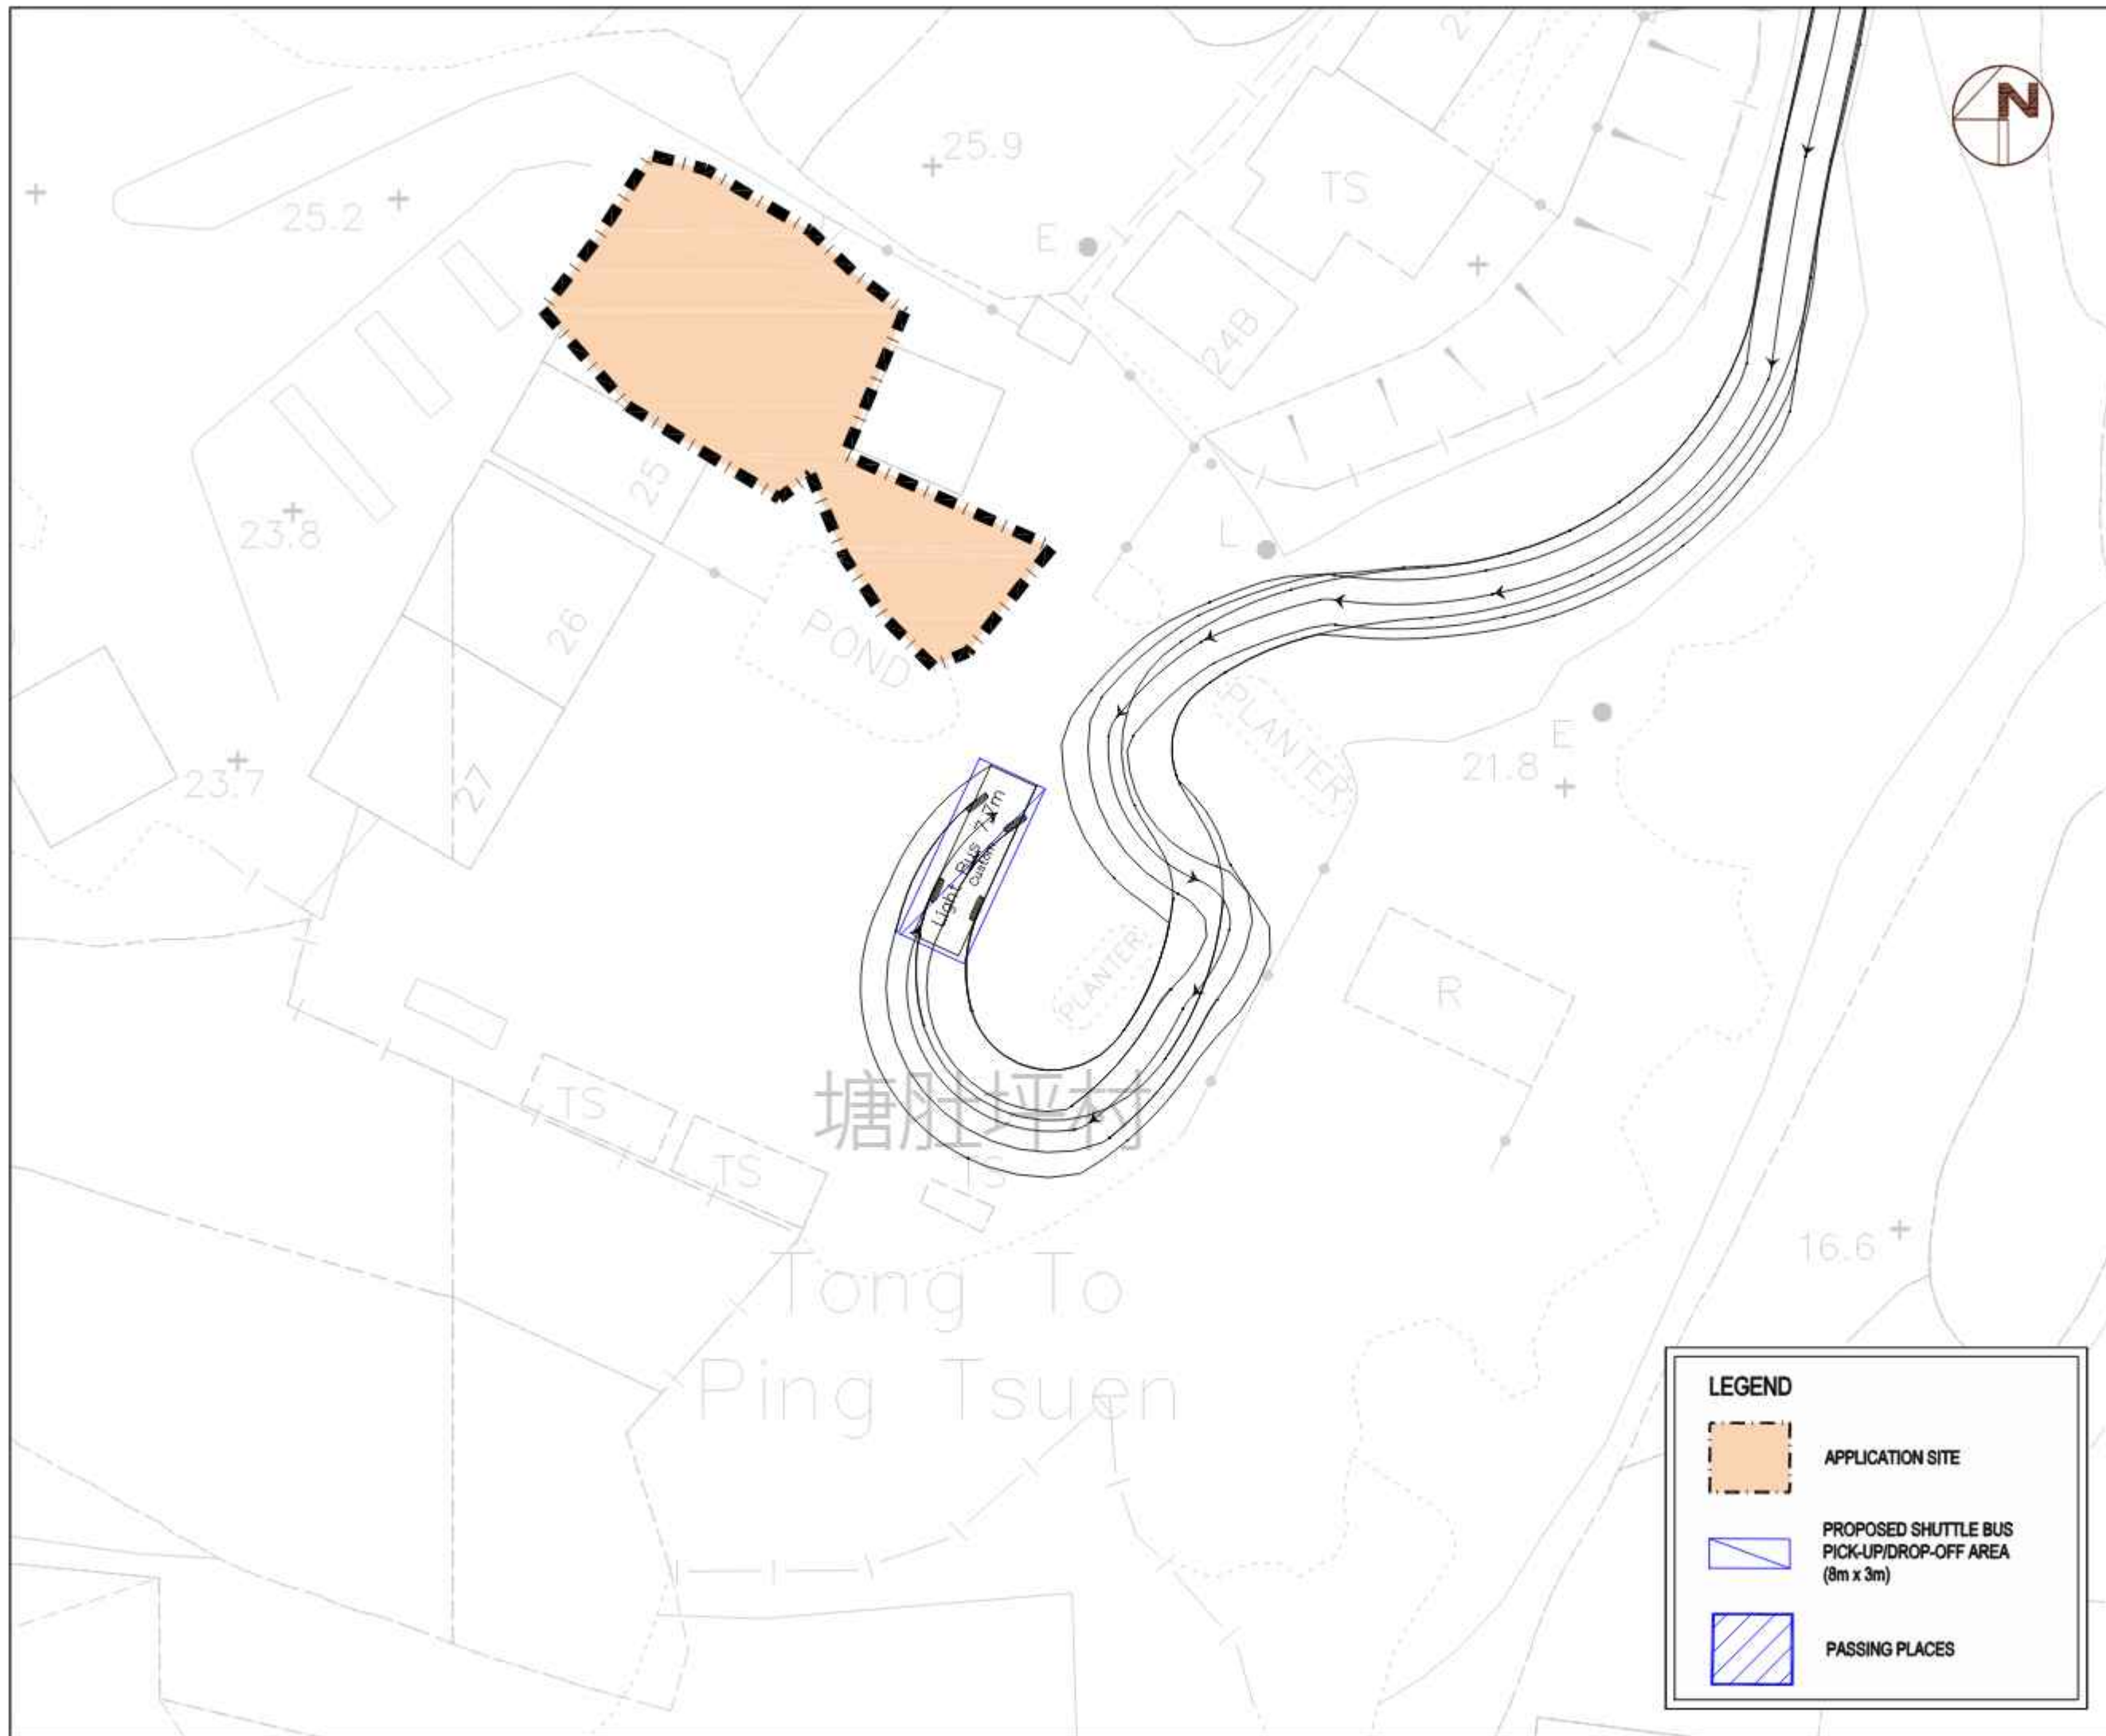 2
N
25.9
TS
25.2
E
24B
25
L
23.8
26
POND
PLANTER
E
21.8
23.7
27
Light Bus 7.7m
Custom
PLANTER
R
塘肚坪村
TS
TS
TS
16.6
Tong To
Ping Tsuen
LEGEND
APPLICATION SITE
PROPOSED SHUTTLE BUS
PICK-UP/DROP-OFF AREA
(8m x 3m)
PASSING PLACES